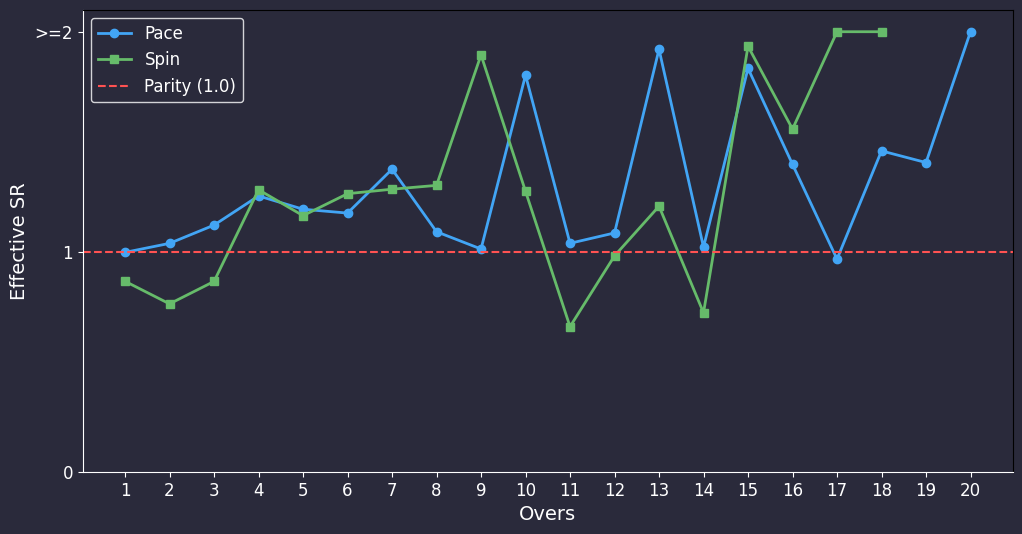 Pace
Spin
Parity (1.0)
Effective SR
>=2
1
0
1 2 3 4 5 6 7 8 9 10 11 12 13 14 15 16 17 18 19 20
Overs